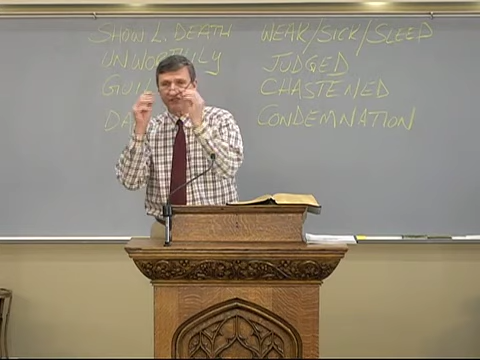 SHOW L. DEATH WEAK/SICK/SLEEP
UNWORTHILY JUDGED
CHASTENED
CONDEMNATION